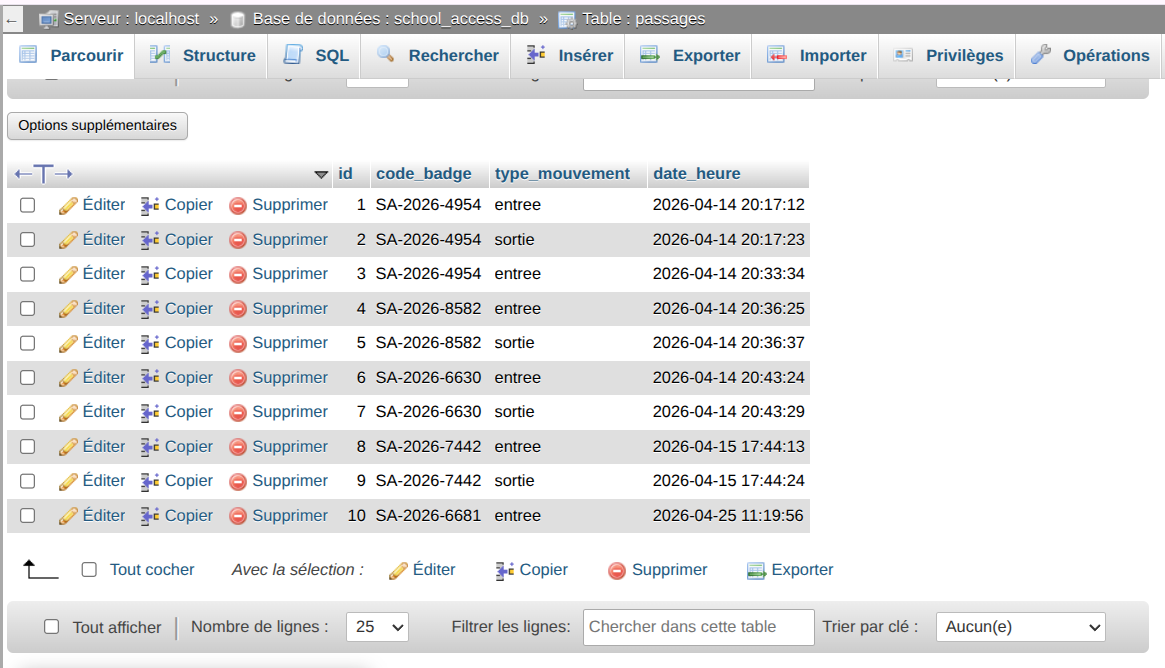 ← Serveur : localhost » Base de données : school_access_db » Table : passages
Parcourir Structure SQL Rechercher Insérer Exporter Importer Privilèges Opérations
Options supplémentaires
←T→ id code_badge type_mouvement date_heure
Éditer Copier Supprimer 1 SA-2026-4954 entree 2026-04-14 20:17:12
Éditer Copier Supprimer 2 SA-2026-4954 sortie 2026-04-14 20:17:23
Éditer Copier Supprimer 3 SA-2026-4954 entree 2026-04-14 20:33:34
Éditer Copier Supprimer 4 SA-2026-8582 entree 2026-04-14 20:36:25
Éditer Copier Supprimer 5 SA-2026-8582 sortie 2026-04-14 20:36:37
Éditer Copier Supprimer 6 SA-2026-6630 entree 2026-04-14 20:43:24
Éditer Copier Supprimer 7 SA-2026-6630 sortie 2026-04-14 20:43:29
Éditer Copier Supprimer 8 SA-2026-7442 entree 2026-04-15 17:44:13
Éditer Copier Supprimer 9 SA-2026-7442 sortie 2026-04-15 17:44:24
Éditer Copier Supprimer 10 SA-2026-6681 entree 2026-04-25 11:19:56
Tout cocher Avec la sélection : Éditer Copier Supprimer Exporter
Tout afficher Nombre de lignes : 25 Filtrer les lignes: Chercher dans cette table Trier par clé : Aucun(e)